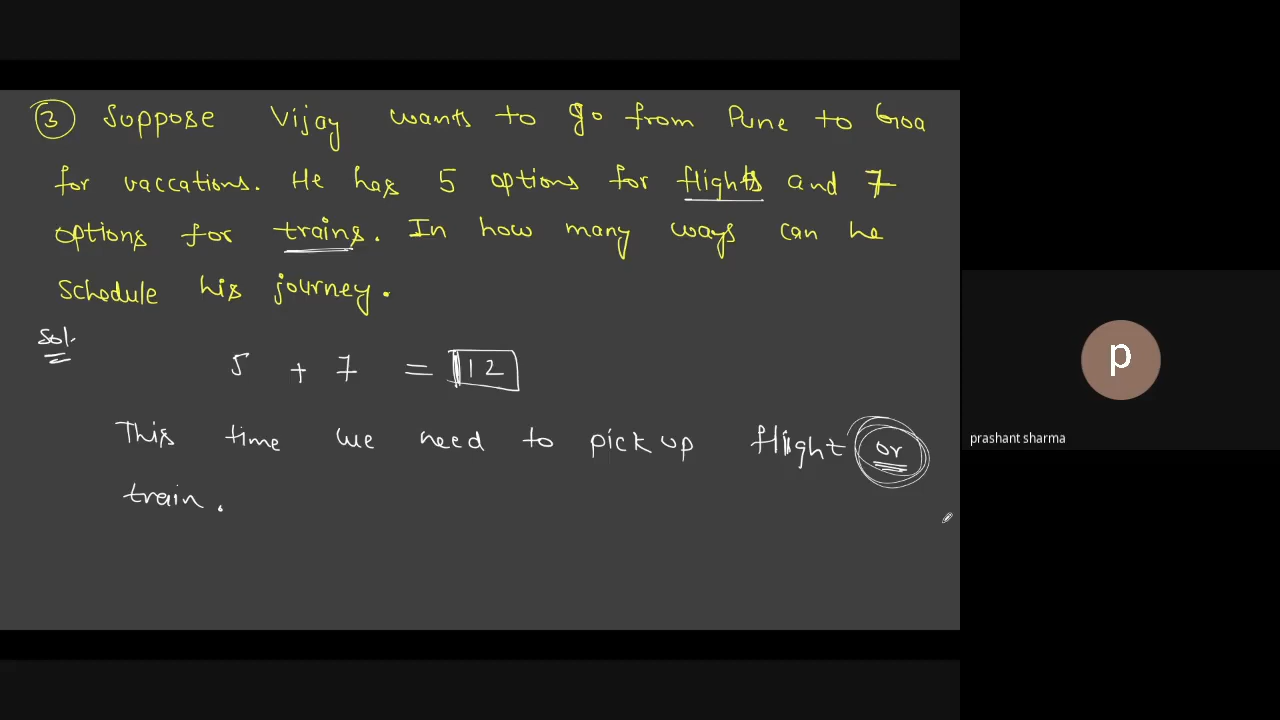 3 Suppose Vijay wants to go from Pune to Goa
for vaccations. He has 5 options for flights and 7
options for trains. In how many ways can he
schedule his journey.
Sol.
5 + 7 = 12
This time we need to pick up flight or
train.
p
prashant sharma